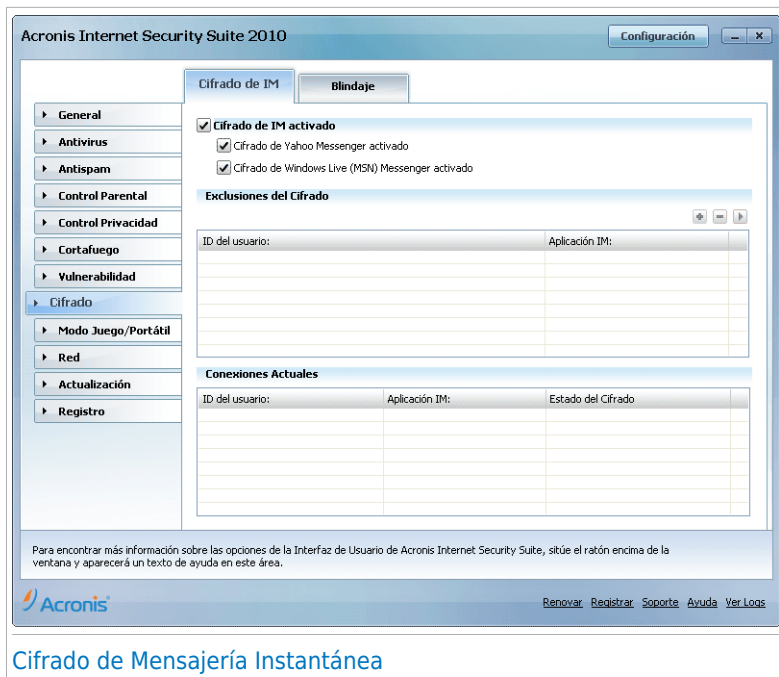 Acronis Internet Security Suite 2010
Configuración
Cifrado de IM
Blindaje
General
Antivirus
Antispam
Control Parental
Control Privacidad
Cortafuego
Vulnerabilidad
Cifrado
Modo Juego/Portátil
Red
Actualización
Registro
Cifrado de IM activado
Cifrado de Yahoo Messenger activado
Cifrado de Windows Live (MSN) Messenger activado
Exclusiones del Cifrado
ID del usuario: Aplicación IM:
Conexiones Actuales
ID del usuario: Aplicación IM: Estado del Cifrado
Para encontrar más información sobre las opciones de la Interfaz de Usuario de Acronis Internet Security Suite, sitúe el ratón encima de la
ventana y aparecerá un texto de ayuda en este área.
Acronis
Renovar Registrar Soporte Ayuda Ver Logs
Cifrado de Mensajería Instantánea